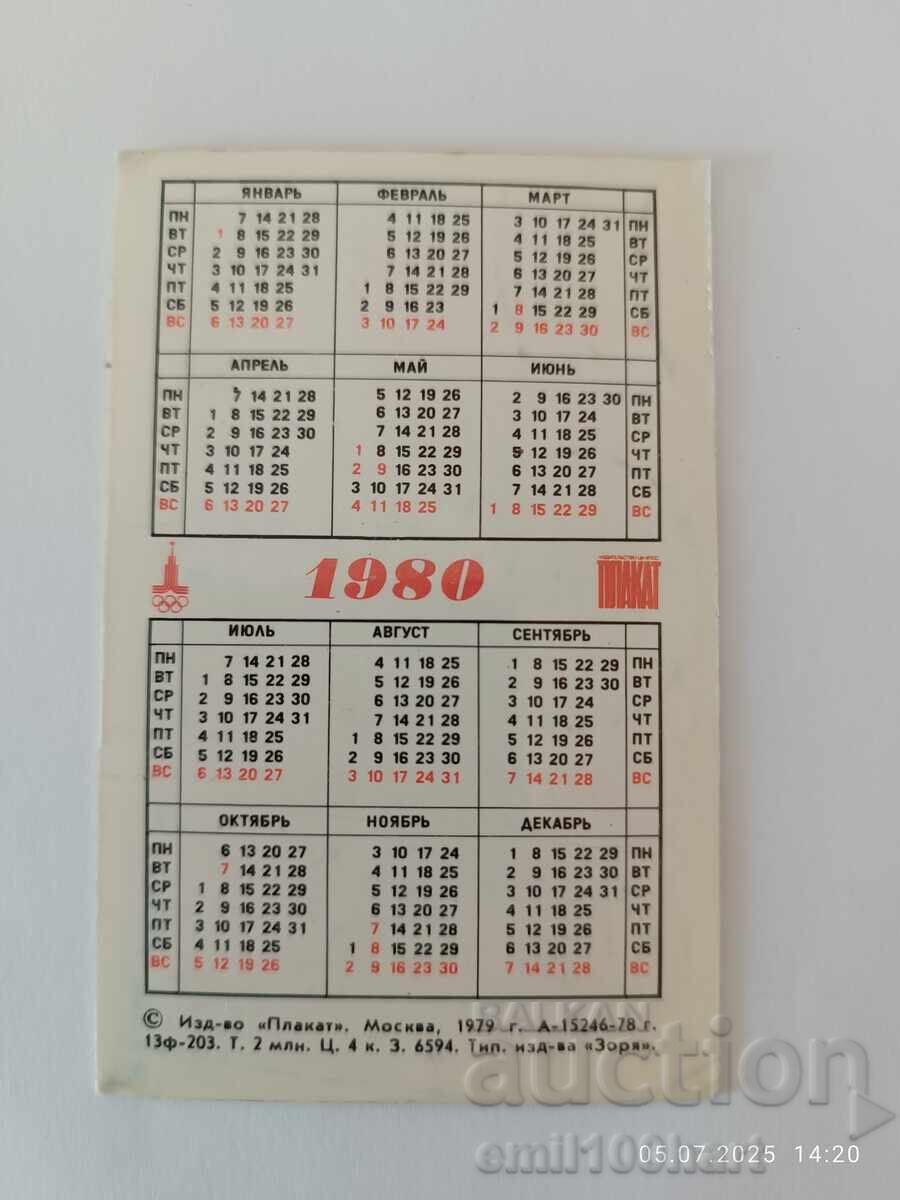 ЯНВАРЬ ФЕВРАЛЬ МАРТ
ПН 7 14 21 28 4 11 18 25 3 10 17 24 31 ПН
ВТ 1 8 15 22 29 5 12 19 26 4 11 18 25 ВТ
СР 2 9 16 23 30 6 13 20 27 5 12 19 26 СР
ЧТ 3 10 17 24 31 7 14 21 28 6 13 20 27 ЧТ
ПТ 4 11 18 25 1 8 15 22 29 7 14 21 28 ПТ
СБ 5 12 19 26 2 9 16 23 1 8 15 22 29 СБ
ВС 6 13 20 27 3 10 17 24 2 9 16 23 30 ВС
АПРЕЛЬ МАЙ ИЮНЬ
ПН 7 14 21 28 5 12 19 26 2 9 16 23 30 ПН
ВТ 1 8 15 22 29 6 13 20 27 3 10 17 24 ВТ
СР 2 9 16 23 30 7 14 21 28 4 11 18 25 СР
ЧТ 3 10 17 24 1 8 15 22 29 5 12 19 26 ЧТ
ПТ 4 11 18 25 2 9 16 23 30 6 13 20 27 ПТ
СБ 5 12 19 26 3 10 17 24 31 7 14 21 28 СБ
ВС 6 13 20 27 4 11 18 25 1 8 15 22 29 ВС
1980
ПЛАКАТ
ИЮЛЬ АВГУСТ СЕНТЯБРЬ
ПН 7 14 21 28 4 11 18 25 1 8 15 22 29 ПН
ВТ 1 8 15 22 29 5 12 19 26 2 9 16 23 30 ВТ
СР 2 9 16 23 30 6 13 20 27 3 10 17 24 СР
ЧТ 3 10 17 24 31 7 14 21 28 4 11 18 25 ЧТ
ПТ 4 11 18 25 1 8 15 22 29 5 12 19 26 ПТ
СБ 5 12 19 26 2 9 16 23 30 6 13 20 27 СБ
ВС 6 13 20 27 3 10 17 24 31 7 14 21 28 ВС
ОКТЯБРЬ НОЯБРЬ ДЕКАБРЬ
ПН 6 13 20 27 3 10 17 24 1 8 15 22 29 ПН
ВТ 7 14 21 28 4 11 18 25 2 9 16 23 30 ВТ
СР 1 8 15 22 29 5 12 19 26 3 10 17 24 31 СР
ЧТ 2 9 16 23 30 6 13 20 27 4 11 18 25 ЧТ
ПТ 3 10 17 24 31 7 14 21 28 5 12 19 26 ПТ
СБ 4 11 18 25 1 8 15 22 29 6 13 20 27 СБ
ВС 5 12 19 26 2 9 16 23 30 7 14 21 28 ВС
© Изд-во «Плакат». Москва, 1979 г. А-15246-78 г.
13ф-203. Т. 2 млн. Ц. 4 к. З. 6594. Тип. изд-ва «Зоря».
BALKAN
auction
emil100hari
05.07.2025 14:20